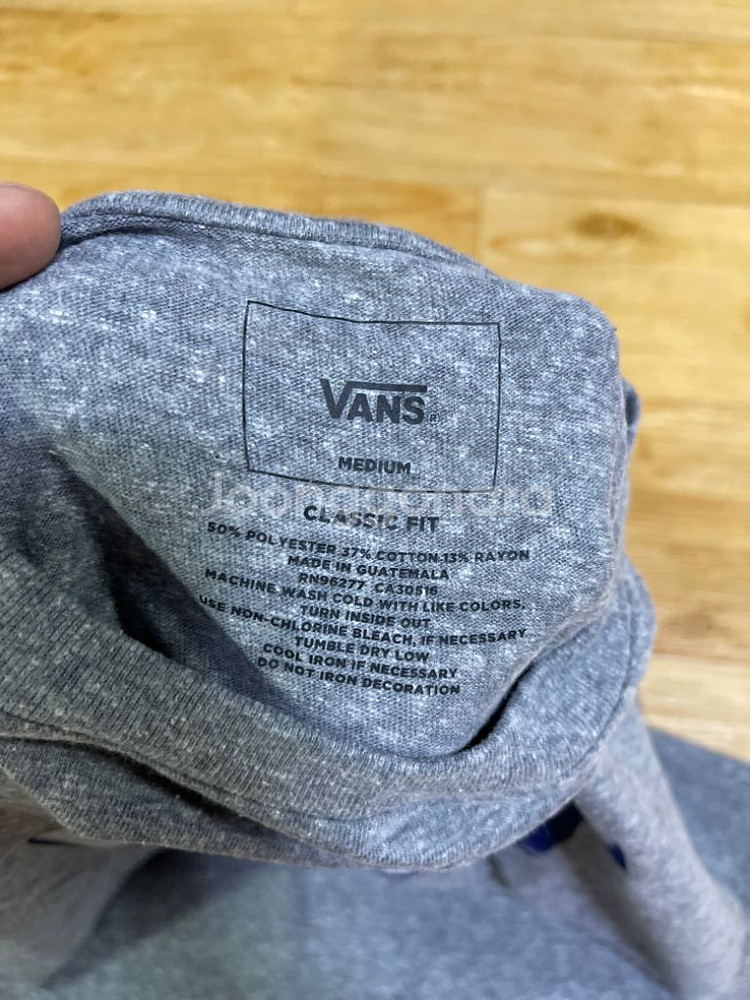 VANS®
MEDIUM
Joongonara
CLASSIC FIT
50% POLYESTER 37% COTTON 13% RAYON
MADE IN GUATEMALA
RN96277 CA30516
MACHINE WASH COLD WITH LIKE COLORS.
TURN INSIDE OUT
USE NON-CHLORINE BLEACH, IF NECESSARY
TUMBLE DRY LOW
COOL IRON IF NECESSARY
DO NOT IRON DECORATION